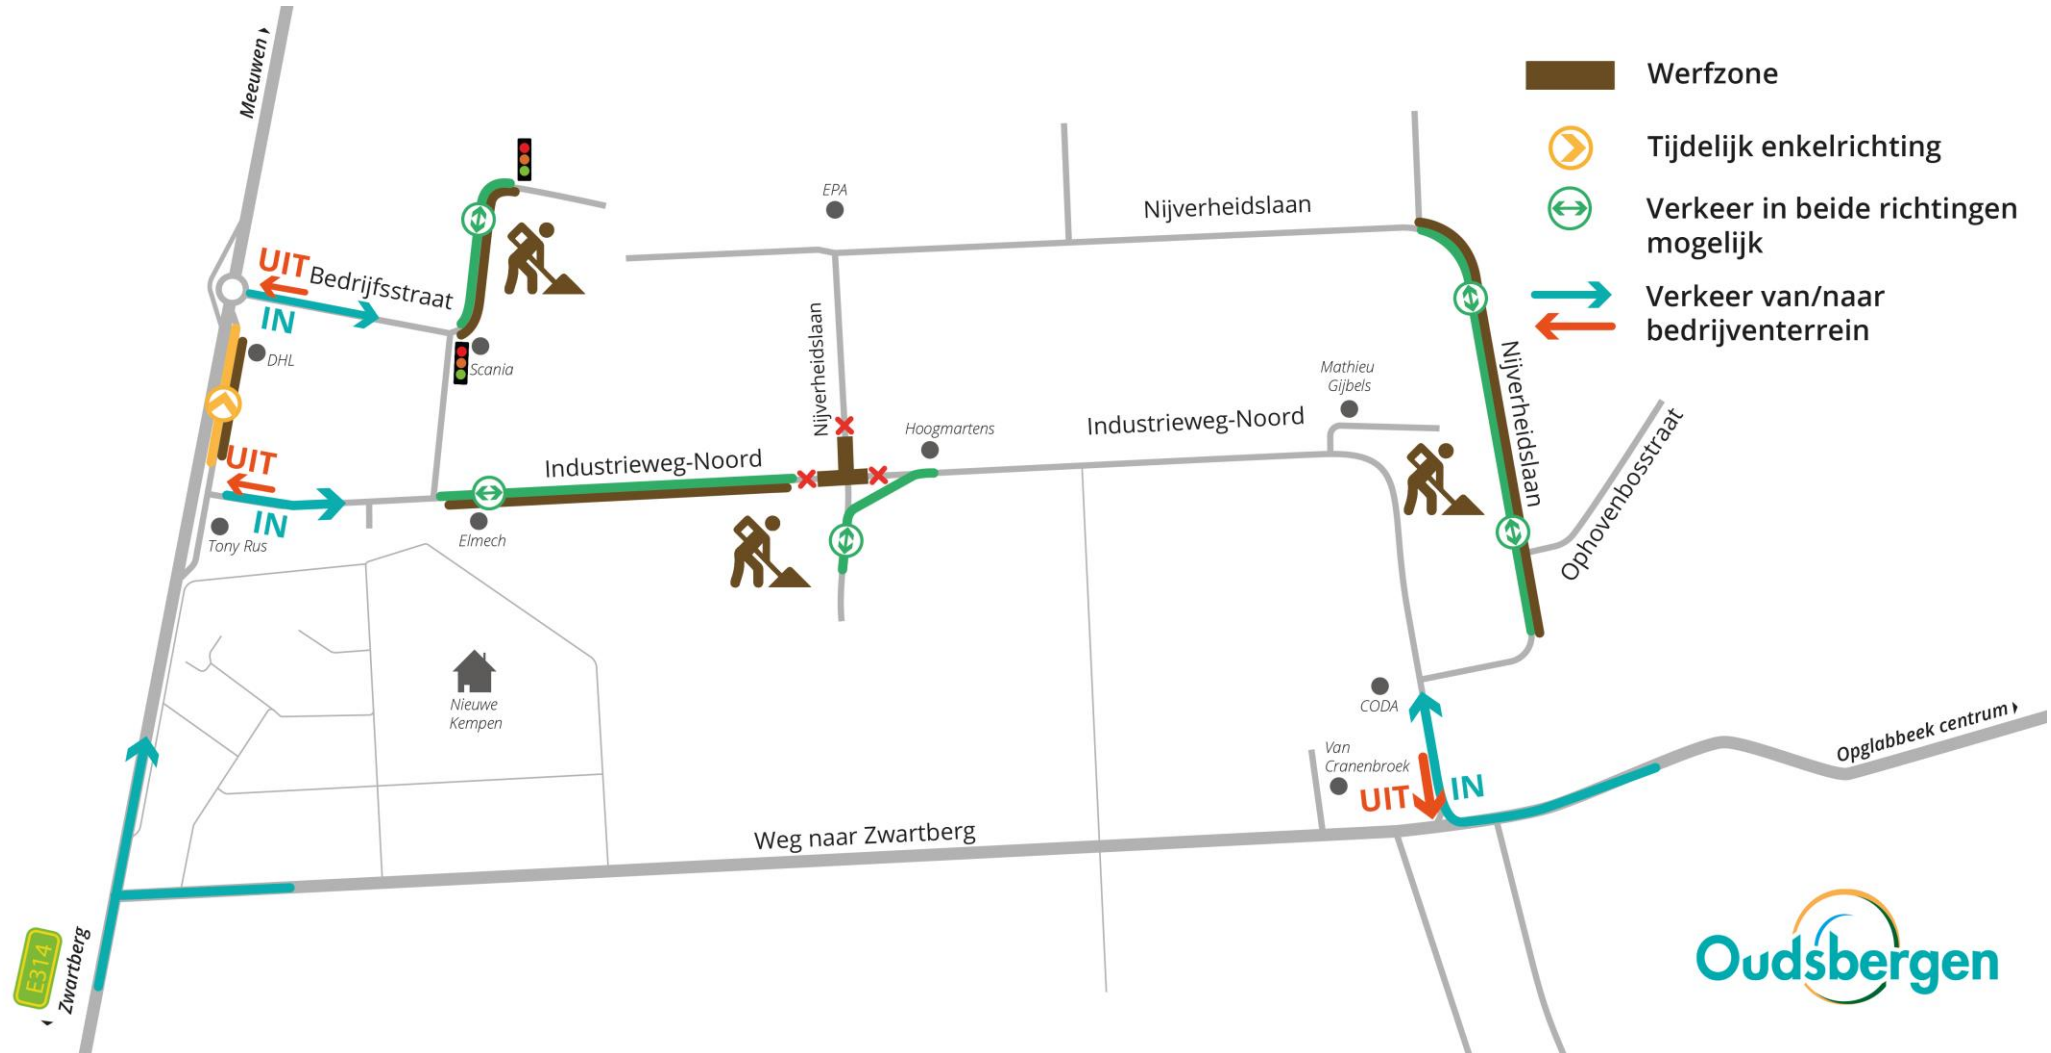 Meeuwen
Werfzone
Tijdelijk enkelrichting
Verkeer in beide richtingen
mogelijk
Verkeer van/naar
bedrijventerrein
EPA
Nijverheidslaan
UIT
Bedrijfsstraat
IN
DHL
Scania
Nijverheidslaan
Mathieu
Gijbels
Nijverheidslaan
Hoogmartens
Industrieweg-Noord
UIT
Industrieweg-Noord
IN
Tony Rus
Elmech
Ophovenbosstraat
Nieuwe
Kempen
CODA
Opglabbeek centrum
Van
Cranenbroek
UIT
IN
Weg naar Zwartberg
E314
Zwartberg
Oudsbergen